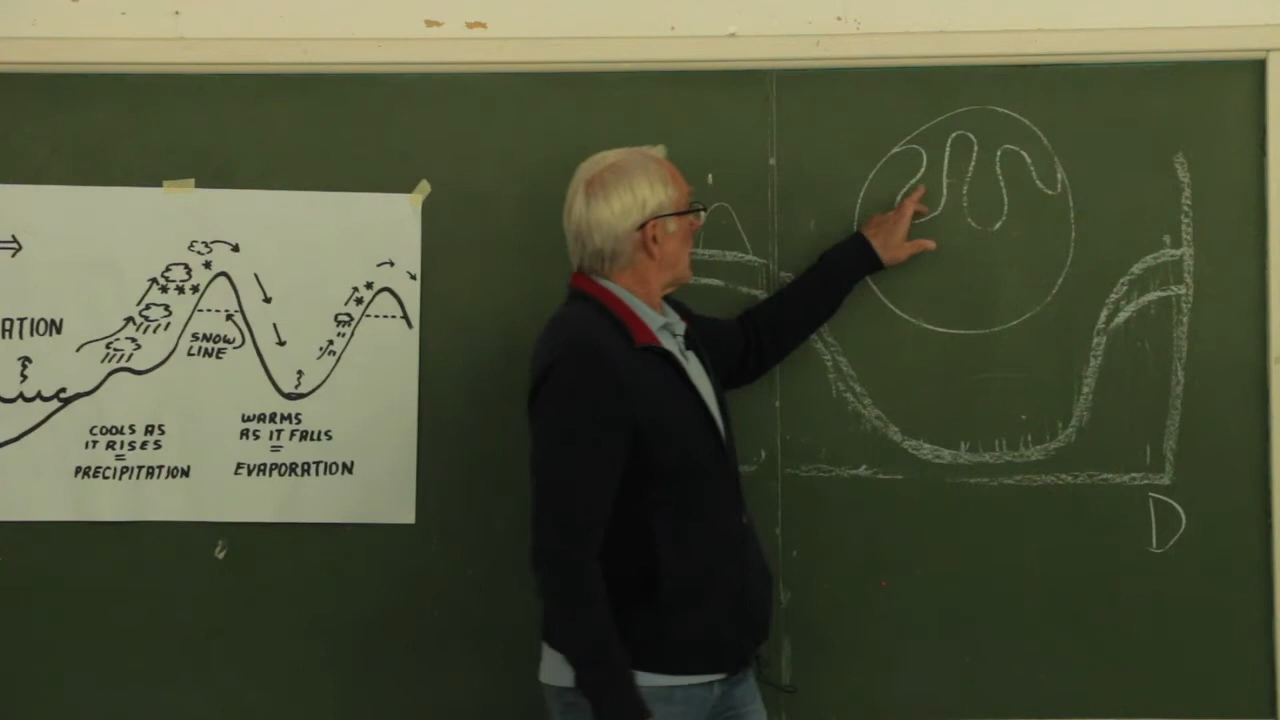 ATION
SNOW
LINE
COOLS AS
IT RISES
=
PRECIPITATION
WARMS
AS IT FALLS
=
EVAPORATION
D